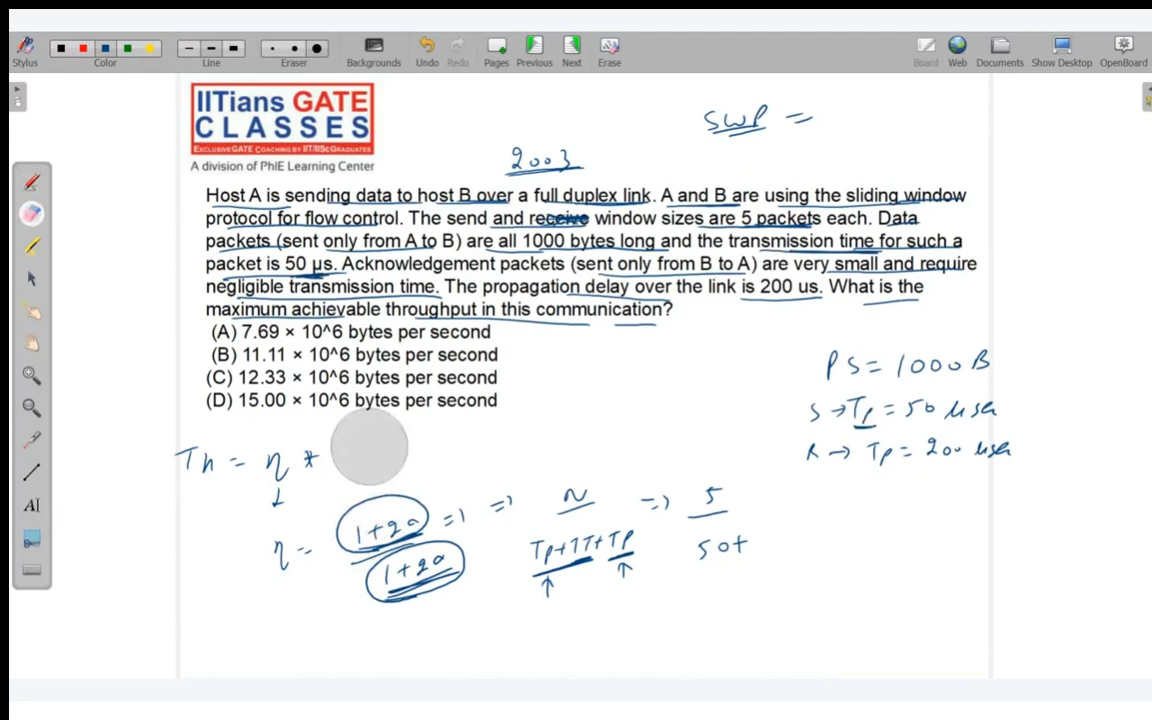 Stylus
Color
Line
Eraser
Backgrounds
Undo
Redo
Pages
Previous
Next
Erase
Board
Web
Documents
Show Desktop
OpenBoard
IITians GATE
CLASSES
EXCLUSIVE GATE COACHING BY IIT/IISc GRADUATES
A division of PhIE Learning Center
SWP =
2003
Host A is sending data to host B over a full duplex link. A and B are using the sliding window
protocol for flow control. The send and receive window sizes are 5 packets each. Data
packets (sent only from A to B) are all 1000 bytes long and the transmission time for such a
packet is 50 μs. Acknowledgement packets (sent only from B to A) are very small and require
negligible transmission time. The propagation delay over the link is 200 us. What is the
maximum achievable throughput in this communication?
(A) 7.69 × 10^6 bytes per second
(B) 11.11 × 10^6 bytes per second
(C) 12.33 × 10^6 bytes per second
(D) 15.00 × 10^6 bytes per second
PS = 1000 B
S → Tp = 50 μsec
R → Tp = 200 μsec
Th = η *
η = 1+2a / 1+2a => => N / Tp+TT+Tp => 5 / 50+